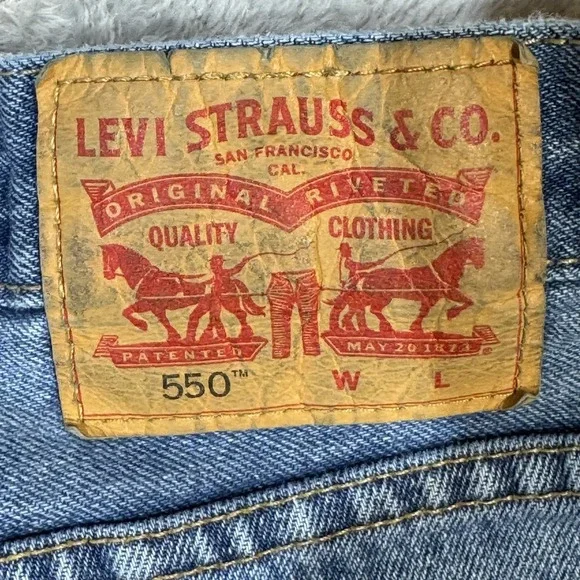 LEVI STRAUSS & CO.
SAN FRANCISCO
CAL.
ORIGINAL RIVETED
QUALITY CLOTHING
PATENTED MAY 20 1873
550™ W L